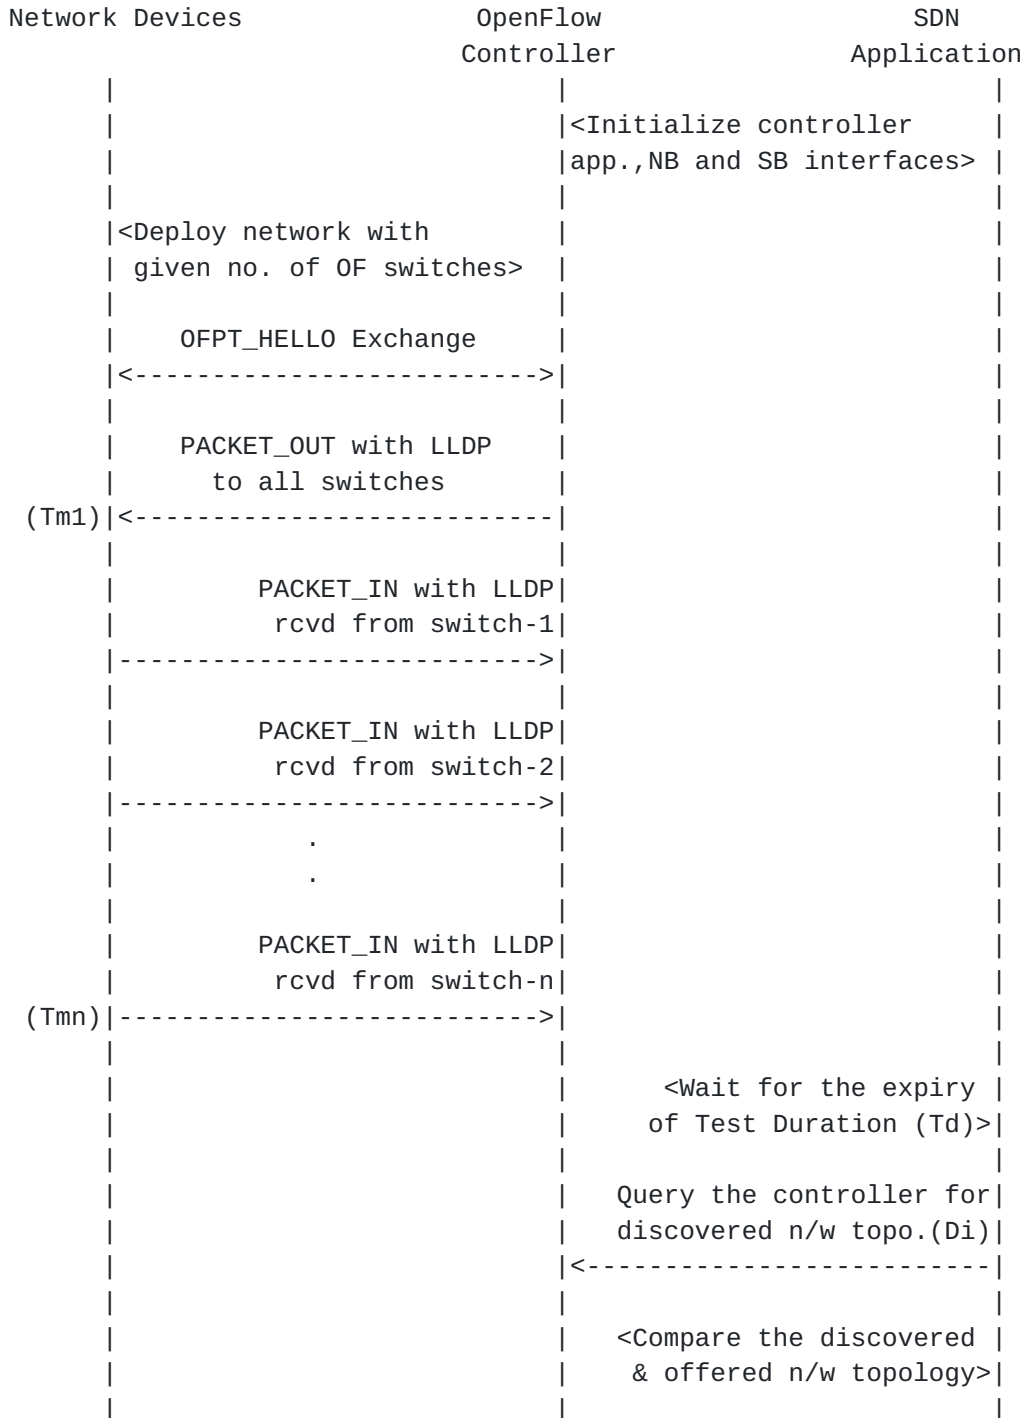 Network Devices               OpenFlow                    SDN
                             Controller               Application
      |                            |                           |
      |                            |<Initialize controller     |
      |                            |app.,NB and SB interfaces> |
      |                            |                           |
      |<Deploy network with        |                           |
      | given no. of OF switches>  |                           |
      |                            |                           |
      |    OFPT_HELLO Exchange     |                           |
      |<-------------------------->|                           |
      |                            |                           |
      |    PACKET_OUT with LLDP    |                           |
      |      to all switches       |                           |
 (Tm1)|<---------------------------|                           |
      |                            |                           |
      |         PACKET_IN with LLDP|                           |
      |          rcvd from switch-1|                           |
      |--------------------------->|                           |
      |                            |                           |
      |         PACKET_IN with LLDP|                           |
      |          rcvd from switch-2|                           |
      |--------------------------->|                           |
      |            .               |                           |
      |            .               |                           |
      |                            |                           |
      |         PACKET_IN with LLDP|                           |
      |          rcvd from switch-n|                           |
 (Tmn)|--------------------------->|                           |
      |                            |                           |
      |                            |      <Wait for the expiry |
      |                            |     of Test Duration (Td)>|
      |                            |                           |
      |                            |   Query the controller for|
      |                            |   discovered n/w topo.(Di)|
      |                            |<--------------------------|
      |                            |                           |
      |                            |   <Compare the discovered |
      |                            |    & offered n/w topology>|
      |                            |                           |